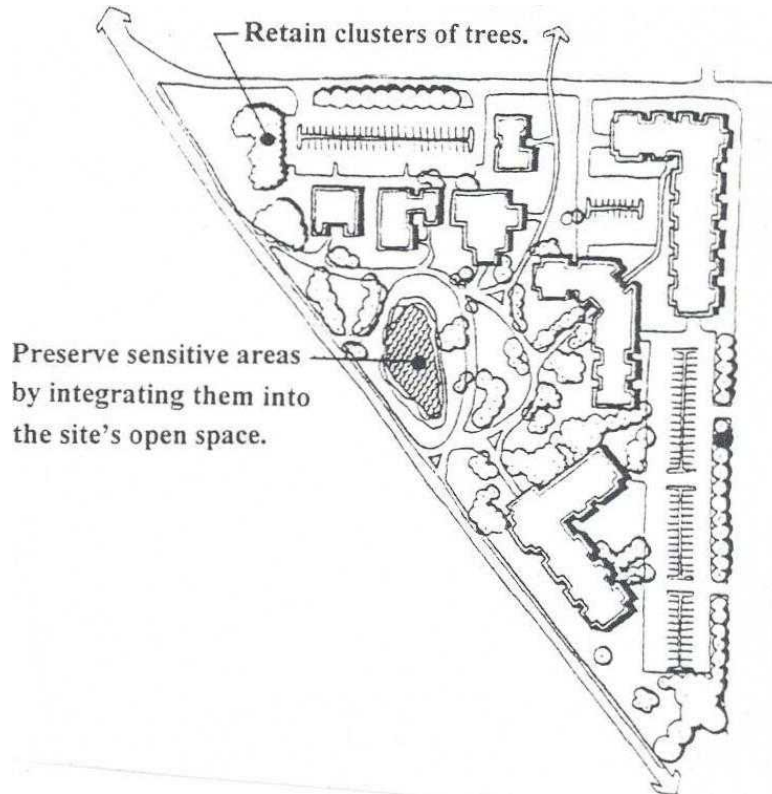 Retain clusters of trees.
Preserve sensitive areas
by integrating them into
the site's open space.